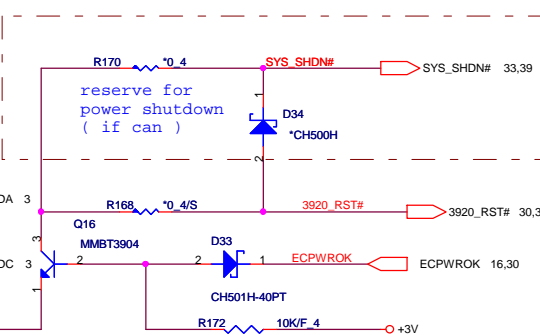 R170 *0_4 SYS_SHDN# SYS_SHDN# 33,39
reserve for
power shutdown
( if can )
1
D34
*CH500H
2
DA 3 R168 *0_4/S 3920_RST# 3920_RST# 30,3
Q16
3
MMBT3904
D33
OC 3 2 2 1 ECPWROK ECPWROK 16,30
1
CH501H-40PT
R172 10K/F_4 +3V